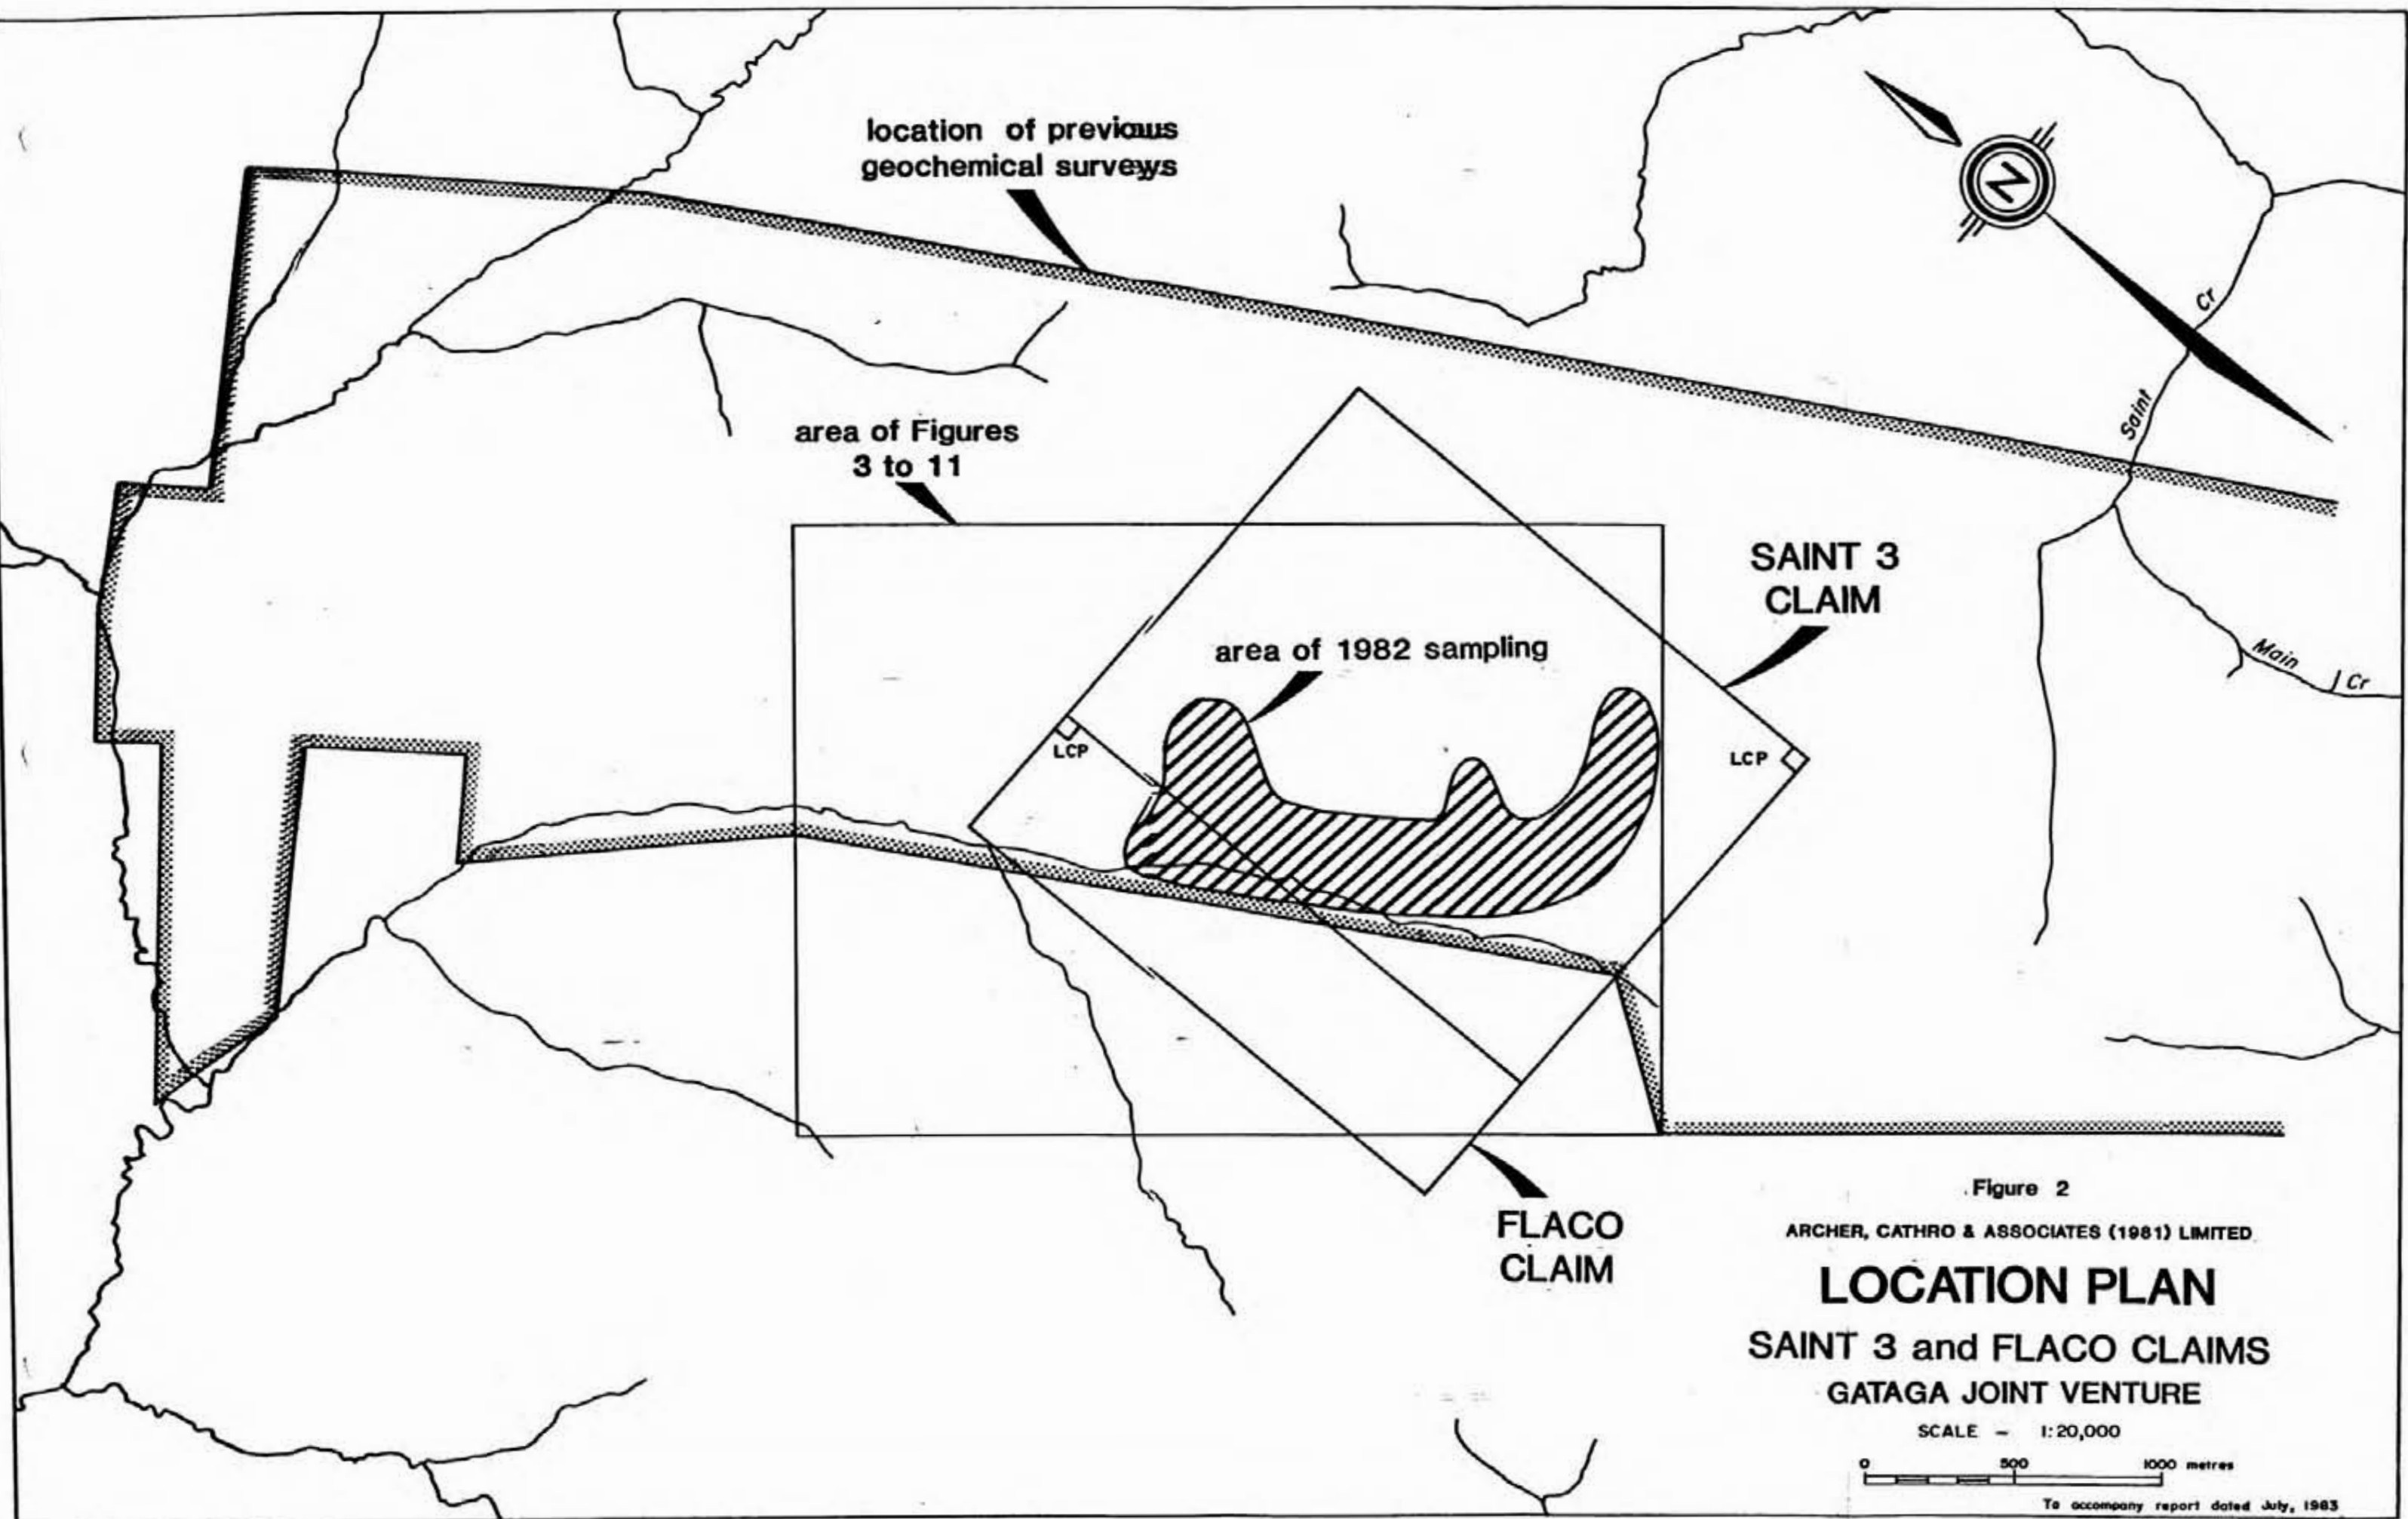 location of previous
geochemical surveys
N
Saint Cr
area of Figures
3 to 11
SAINT 3
CLAIM
area of 1982 sampling
Main J Cr
LCP
LCP
FLACO
CLAIM
Figure 2
ARCHER, CATHRO & ASSOCIATES (1981) LIMITED
LOCATION PLAN
SAINT 3 and FLACO CLAIMS
GATAGA JOINT VENTURE
SCALE - 1:20,000
0 500 1000 metres
To accompany report dated July, 1983